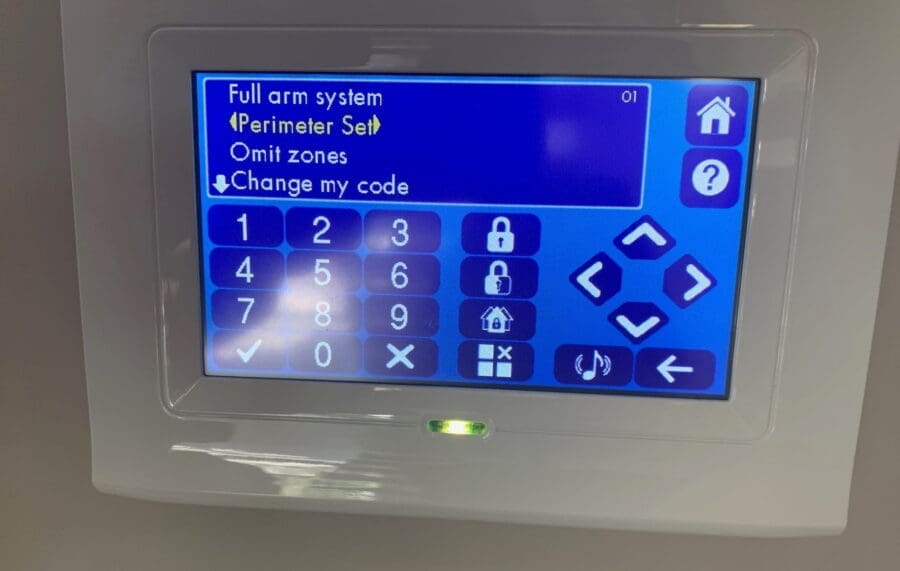 Full arm system 01
Perimeter Set
Omit zones
Change my code
1 2 3
4 5 6
7 8 9
0
?